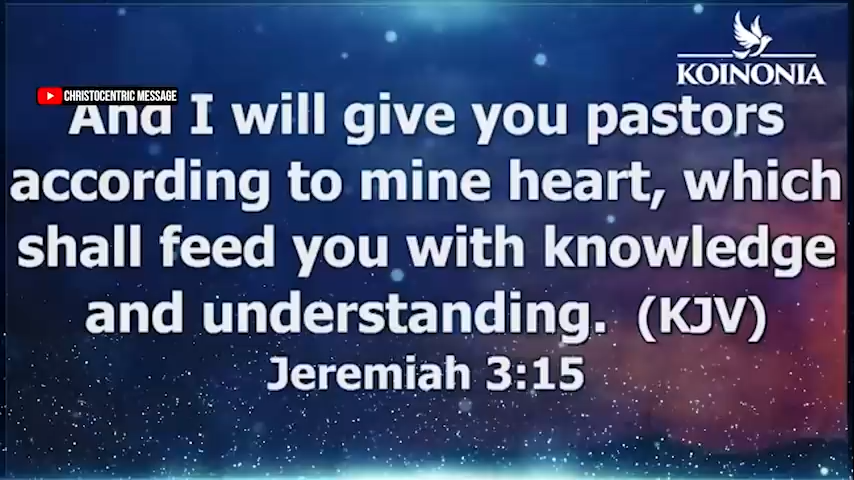 KOINONIA
CHRISTOCENTRIC MESSAGE
And I will give you pastors
according to mine heart, which
shall feed you with knowledge
and understanding. (KJV)
Jeremiah 3:15